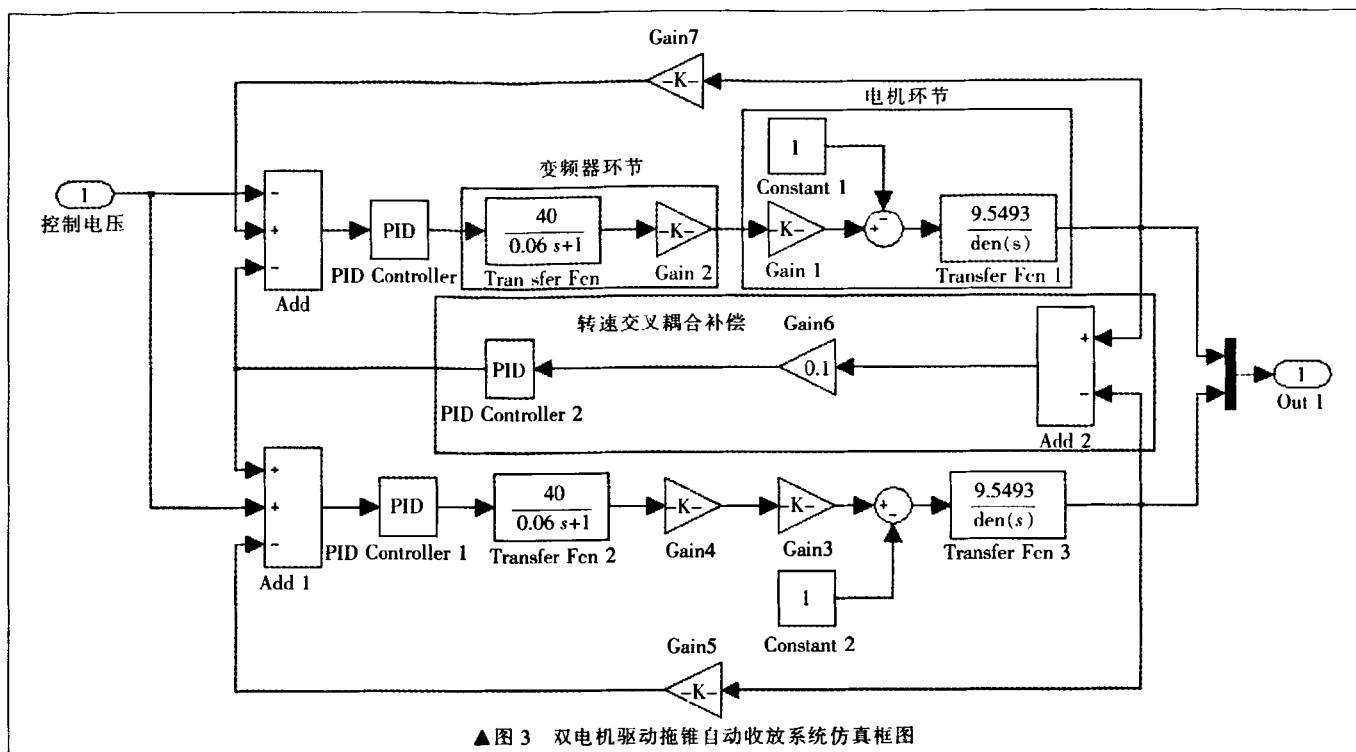 Gain7
-K-
电机环节
1
Constant 1
变频器环节
1
控制电压
-
+
-
Add
PID
PID Controller
40
0.06 s+1
Tran sfer Fcn
-K-
Gain 2
K-
Gain 1
-
+
9.5493
den(s)
Transfer Fcn 1
转速交叉耦合补偿
Gain6
0.1
PID
PID Controller 2
+
-
Add 2
1
Out 1
+
+
-
Add 1
PID
PID Controller 1
40
0.06 s+1
Transfer Fcn 2
-K-
Gain4
-K-
Gain3
+
-
9.5493
den(s)
Transfer Fcn 3
1
Constant 2
Gain5
-K-
▲图 3 双电机驱动拖锥自动收放系统仿真框图